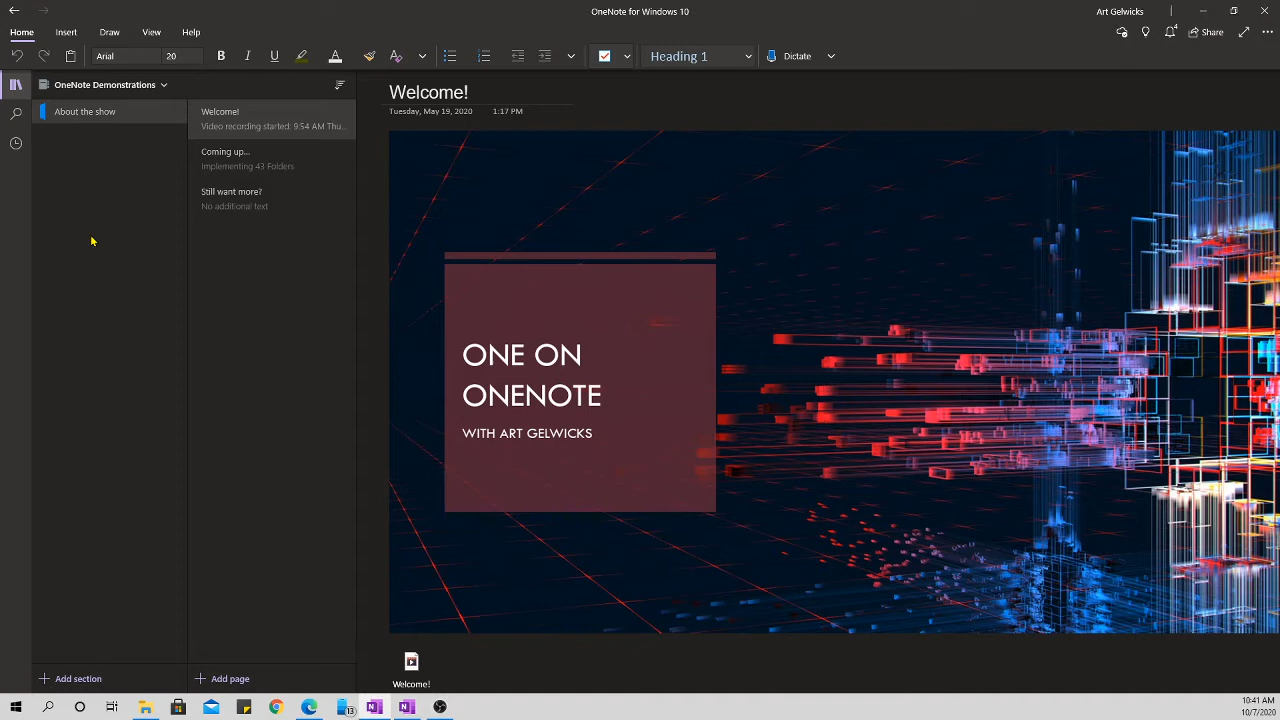 OneNote for Windows 10
Art Gelwicks
Home
Insert
Draw
View
Help
Share
Arial
20
B
I
U
A
A
Heading 1
Dictate
OneNote Demonstrations
About the show
Welcome!
Video recording started: 9:54 AM Thu...
Coming up...
Implementing 43 Folders
Still want more?
No additional text
Welcome!
Tuesday, May 19, 2020
1:17 PM
ONE ON
ONENOTE
WITH ART GELWICKS
Welcome!
Add section
Add page
13
10:41 AM
10/7/2020